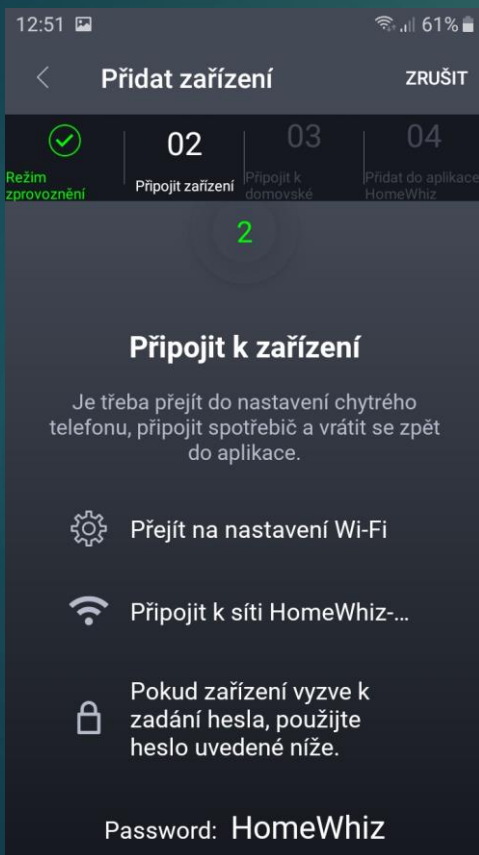 12:51 61%
Přidat zařízení ZRUŠIT
02 03 04
Režim
zprovoznění
Připojit zařízení
Připojit k
domovské
Přidat do aplikace
HomeWhiz
2
Připojit k zařízení
Je třeba přejít do nastavení chytrého
telefonu, připojit spotřebič a vrátit se zpět
do aplikace.
Přejít na nastavení Wi-Fi
Připojit k síti HomeWhiz-...
Pokud zařízení vyzve k
zadání hesla, použijte
heslo uvedené níže.
Password: HomeWhiz